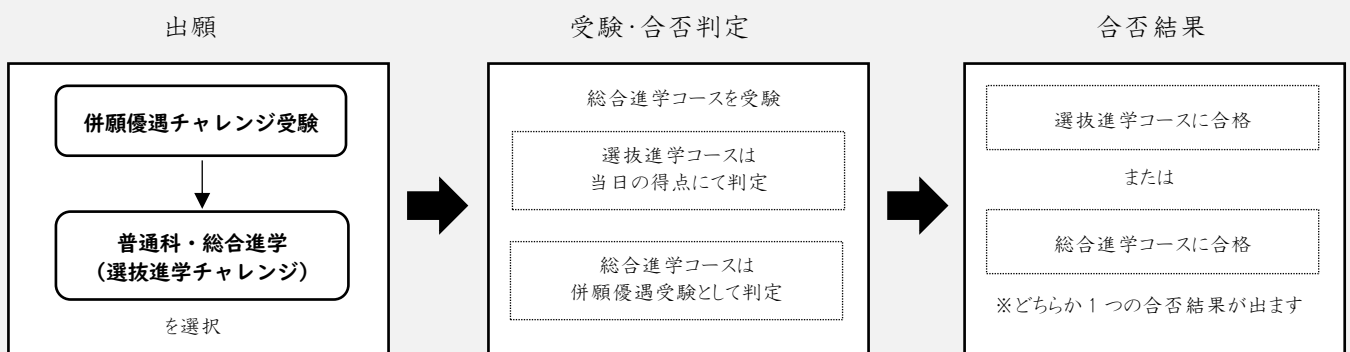 出願
併願優遇チャレンジ受験
普通科・総合進学
(選抜進学チャレンジ)
を選択
受験・合否判定
総合進学コースを受験
選抜進学コースは
当日の得点にて判定
総合進学コースは
併願優遇受験として判定
合否結果
選抜進学コースに合格
または
総合進学コースに合格
※どちらか1つの合否結果が出ます